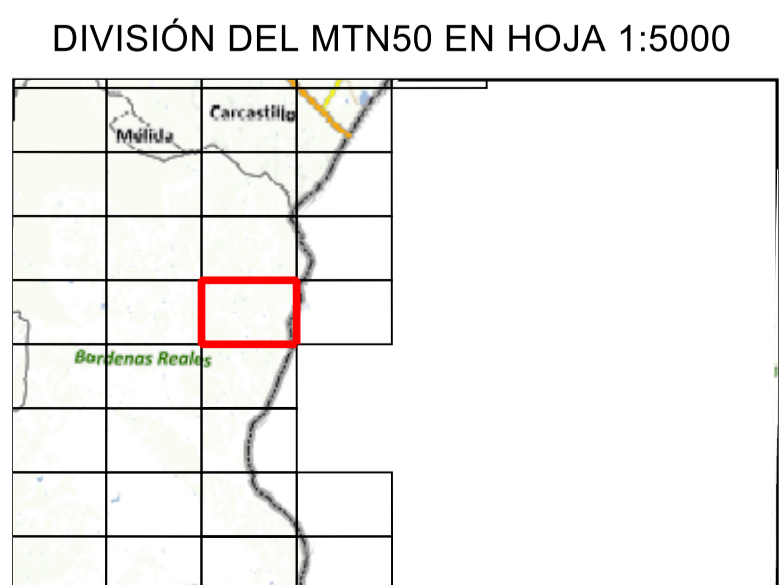 DIVISIÓN DEL MTN50 EN HOJA 1:5000
Carcastillo
Mélida
Bardenas Reales